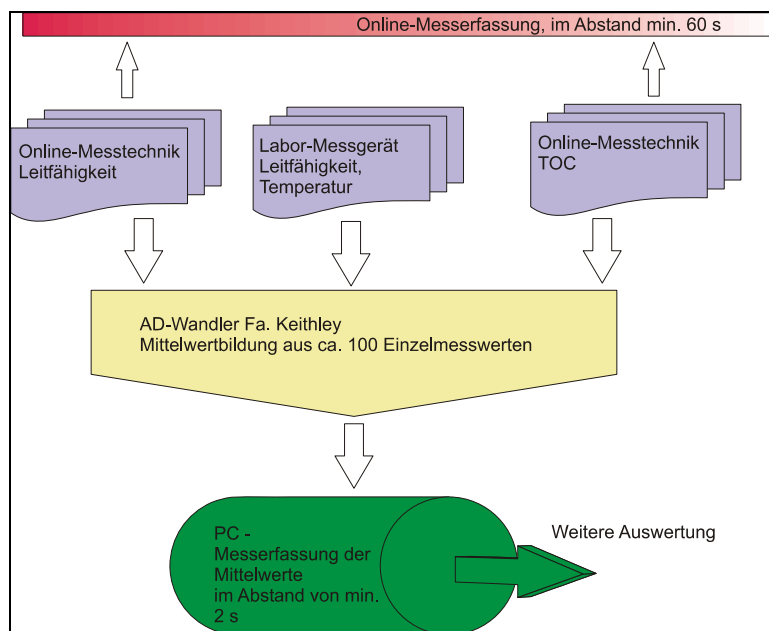 Online-Messerfassung, im Abstand min. 60 s
Online-Messtechnik
Leitfähigkeit
Labor-Messgerät
Leitfähigkeit,
Temperatur
Online-Messtechnik
TOC
AD-Wandler Fa. Keithley
Mittelwertbildung aus ca. 100 Einzelmesswerten
PC -
Messerfassung der
Mittelwerte
im Abstand von min.
2 s
Weitere Auswertung